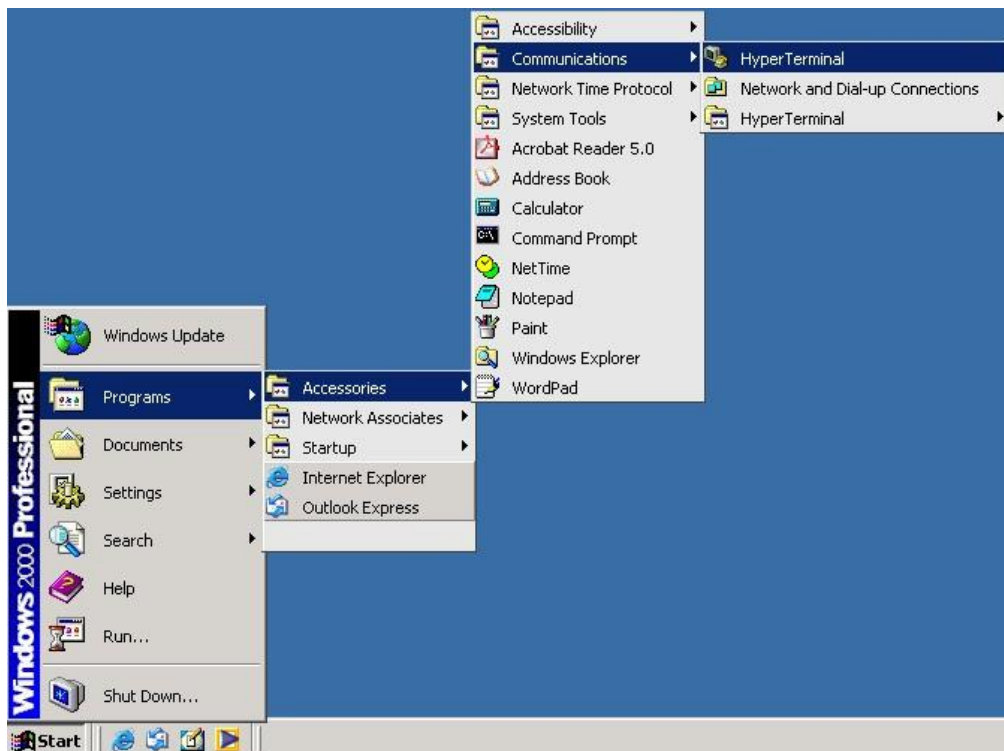 Accessibility
Communications
Network Time Protocol
System Tools
Acrobat Reader 5.0
Address Book
Calculator
Command Prompt
NetTime
Notepad
Paint
Windows Explorer
WordPad
HyperTerminal
Network and Dial-up Connections
HyperTerminal
Windows 2000 Professional
Windows Update
Programs
Documents
Settings
Search
Help
Run...
Shut Down...
Accessories
Network Associates
Startup
Internet Explorer
Outlook Express
Start